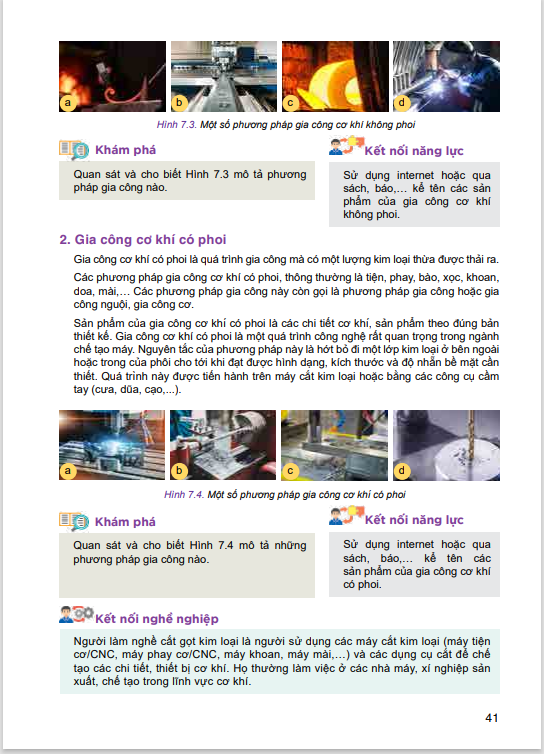 a
b
c
d
Hình 7.3. Một số phương pháp gia công cơ khí không phoi
Khám phá
Quan sát và cho biết Hình 7.3 mô tả phương
pháp gia công nào.
Kết nối năng lực
Sử dụng internet hoặc qua
sách, báo,… kể tên các sản
phẩm của gia công cơ khí
không phoi.
2. Gia công cơ khí có phoi
Gia công cơ khí có phoi là quá trình gia công mà có một lượng kim loại thừa được thải ra.
Các phương pháp gia công cơ khí có phoi, thông thường là tiện, phay, bào, xọc, khoan,
doa, mài,... Các phương pháp gia công này còn gọi là phương pháp gia công hoặc gia
công nguội, gia công cơ.
Sản phẩm của gia công cơ khí có phoi là các chi tiết cơ khí, sản phẩm theo đúng bản
thiết kế. Gia công cơ khí có phoi là một quá trình công nghệ rất quan trọng trong ngành
chế tạo máy. Nguyên tắc của phương pháp này là hớt bỏ đi một lớp kim loại ở bên ngoài
hoặc trong của phôi cho tới khi đạt được hình dạng, kích thước và độ nhẵn bề mặt cần
thiết. Quá trình này được tiến hành trên máy cắt kim loại hoặc bằng các công cụ cầm
tay (cưa, dũa, cạo,...).
a
b
c
d
Hình 7.4. Một số phương pháp gia công cơ khí có phoi
Khám phá
Quan sát và cho biết Hình 7.4 mô tả những
phương pháp gia công nào.
Kết nối năng lực
Sử dụng internet hoặc qua
sách, báo,… kể tên các
sản phẩm của gia công cơ khí
có phoi.
Kết nối nghề nghiệp
Người làm nghề cắt gọt kim loại là người sử dụng các máy cắt kim loại (máy tiện
cơ/CNC, máy phay cơ/CNC, máy khoan, máy mài,…) và các dụng cụ cắt để chế
tạo các chi tiết, thiết bị cơ khí. Họ thường làm việc ở các nhà máy, xí nghiệp sản
xuất, chế tạo trong lĩnh vực cơ khí.
41